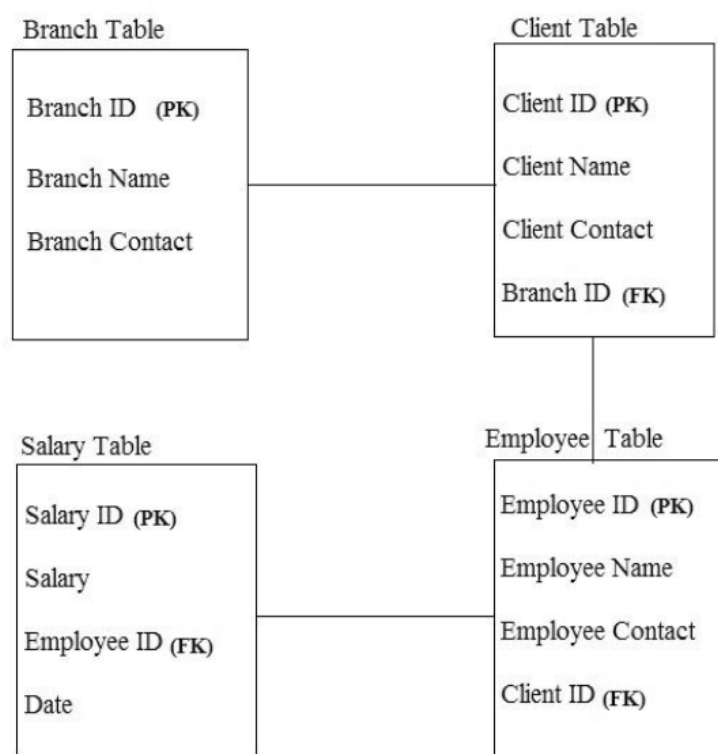 Branch Table
Branch ID (PK)
Branch Name
Branch Contact
Client Table
Client ID (PK)
Client Name
Client Contact
Branch ID (FK)
Salary Table
Salary ID (PK)
Salary
Employee ID (FK)
Date
Employee Table
Employee ID (PK)
Employee Name
Employee Contact
Client ID (FK)